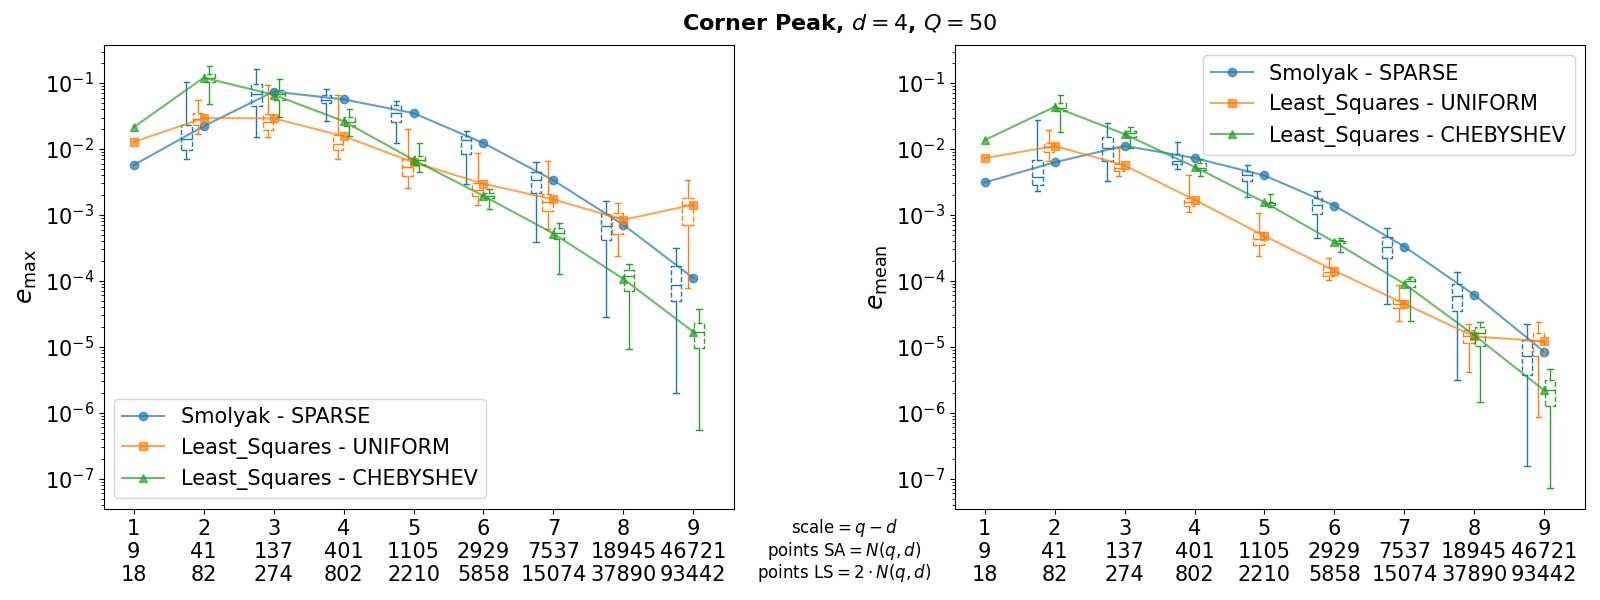 Corner Peak, d = 4, Q = 50
e_max
10^-1
10^-2
10^-3
10^-4
10^-5
10^-6
10^-7
Smolyak - SPARSE
Least_Squares - UNIFORM
Least_Squares - CHEBYSHEV
1 2 3 4 5 6 7 8 9
9 41 137 401 1105 2929 7537 18945 46721
18 82 274 802 2210 5858 15074 37890 93442
scale = q − d
points SA = N(q, d)
points LS = 2 · N(q, d)
e_mean
10^-1
10^-2
10^-3
10^-4
10^-5
10^-6
10^-7
Smolyak - SPARSE
Least_Squares - UNIFORM
Least_Squares - CHEBYSHEV
1 2 3 4 5 6 7 8 9
9 41 137 401 1105 2929 7537 18945 46721
18 82 274 802 2210 5858 15074 37890 93442